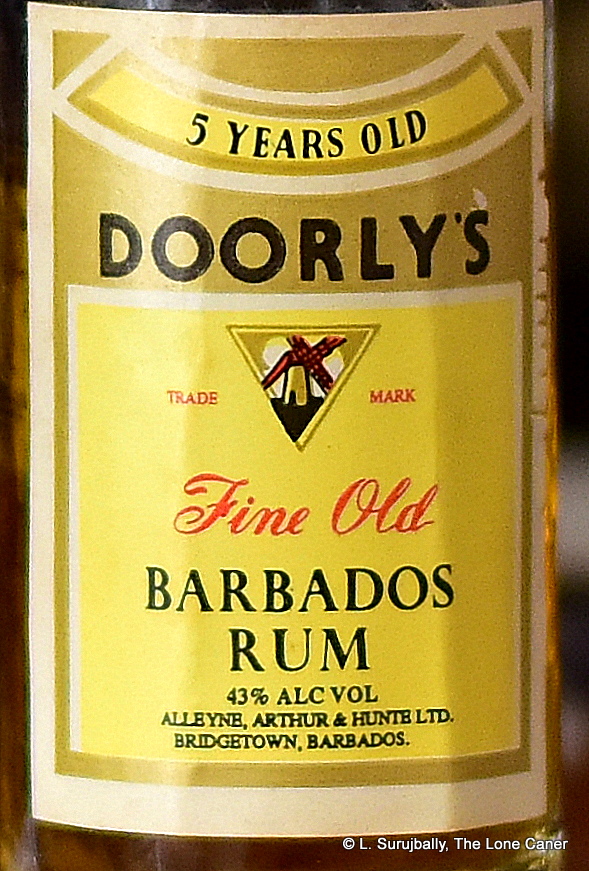 5 YEARS OLD
DOORLY'S
TRADE MARK
Fine Old
BARBADOS
RUM
43% ALC VOL
ALLEYNE, ARTHUR & HUNTE LTD.
BRIDGETOWN, BARBADOS.
© L. Surujbally, The Lone Caner